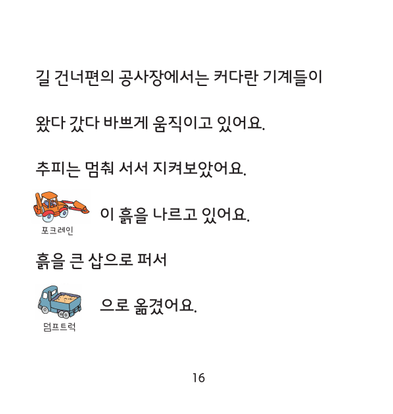 길 건너편의 공사장에서는 커다란 기계들이
왔다 갔다 바쁘게 움직이고 있어요.
추피는 멈춰 서서 지켜보았어요.
이 흙을 나르고 있어요.
포크레인
흙을 큰 삽으로 퍼서
으로 옮겼어요.
덤프트럭
16